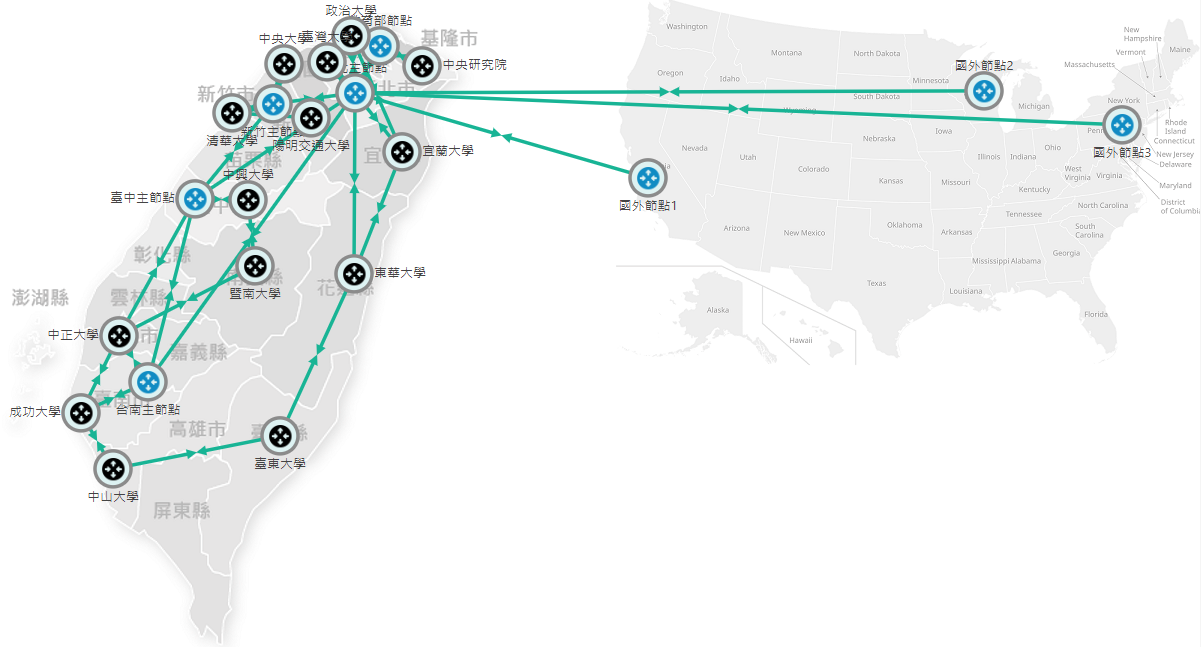 政治大學
教育部節點
中央大學
臺灣大學
基隆市
中央研究院
北主節點
北市
新竹市
清華大學
新竹主節點
陽明交通大學
宜蘭大學
宜
苗栗縣
中興大學
臺中主節點
中
彰化縣
南
縣
暨南大學
東華大學
花蓮縣
澎湖縣
雲林縣
中正大學
市
嘉義縣
臺南市
台南主節點
成功大學
高雄市
臺
縣
臺東大學
中山大學
屏東縣
國外節點1
國外節點2
國外節點3
Washington
Montana
North Dakota
Minnesota
Oregon
Idaho
South Dakota
Wyoming
Michigan
New York
New
Hampshire
Vermont
Maine
Massachusetts
Rhode
Island
Connecticut
New Jersey
Delaware
Maryland
District
of Columbia
Nevada
Utah
Colorado
Nebraska
Iowa
Illinois
Indiana
Ohio
Penn
West
Virginia
Virginia
Kansas
Missouri
Kentucky
North Carolina
Tennessee
South
Carolina
Arizona
New Mexico
Oklahoma
Arkansas
Mississippi
Alabama
Georgia
Texas
Louisiana
Florida
Alaska
Hawaii